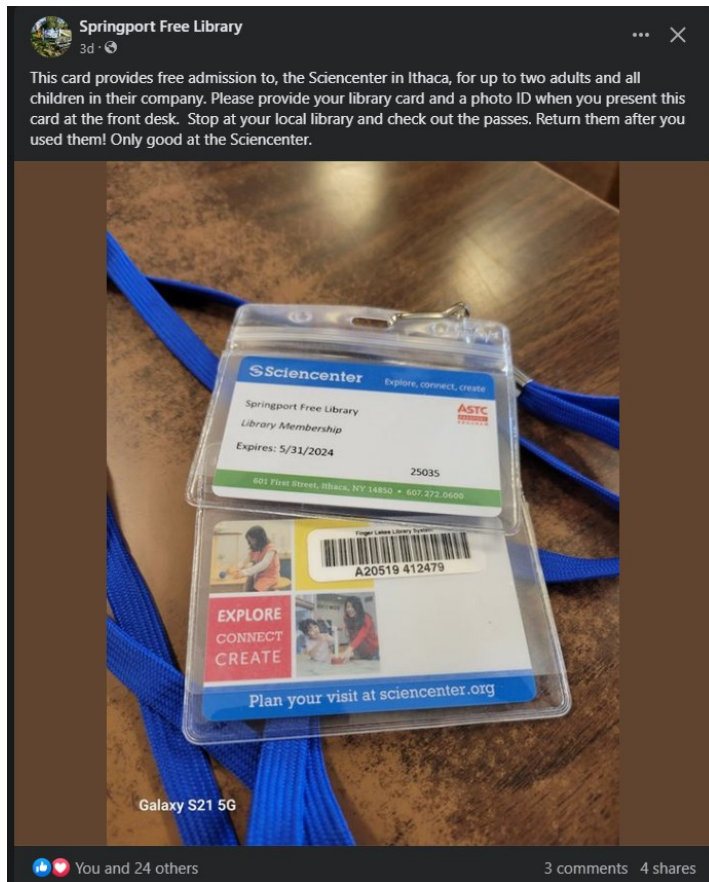 Springport Free Library
3d ·
This card provides free admission to, the Sciencenter in Ithaca, for up to two adults and all
children in their company. Please provide your library card and a photo ID when you present this
card at the front desk.  Stop at your local library and check out the passes. Return them after you
used them! Only good at the Sciencenter.
Sciencenter
Explore, connect, create
Springport Free Library
ASTC
PASSPORT
PROGRAM
Library Membership
Expires: 5/31/2024
25035
601 First Street, Ithaca, NY 14850 • 607.272.0600
Finger Lakes Library System
A20519 412479
EXPLORE
CONNECT
CREATE
Plan your visit at sciencenter.org
Galaxy S21 5G
You and 24 others
3 comments 4 shares